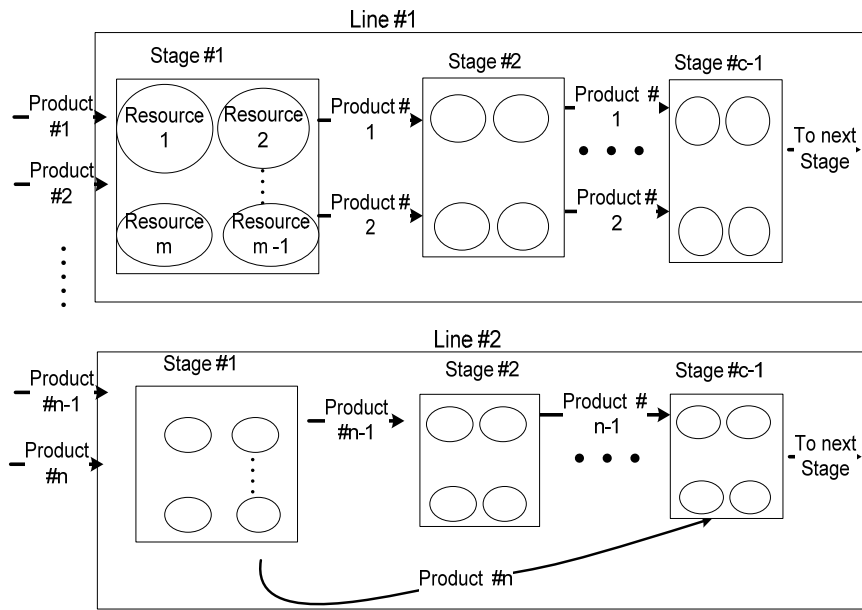 Line #1
Stage #1
Stage #2
Stage #c-1
Product
#1
Resource
1
Resource
2
Product #
1
Product #
1
To next
Stage
Product
#2
Resource
m
Resource
m -1
Product #
2
Product #
2
Line #2
Stage #1
Stage #2
Stage #c-1
Product
#n-1
Product
#n-1
Product #
n-1
Product
#n
To next
Stage
Product #n